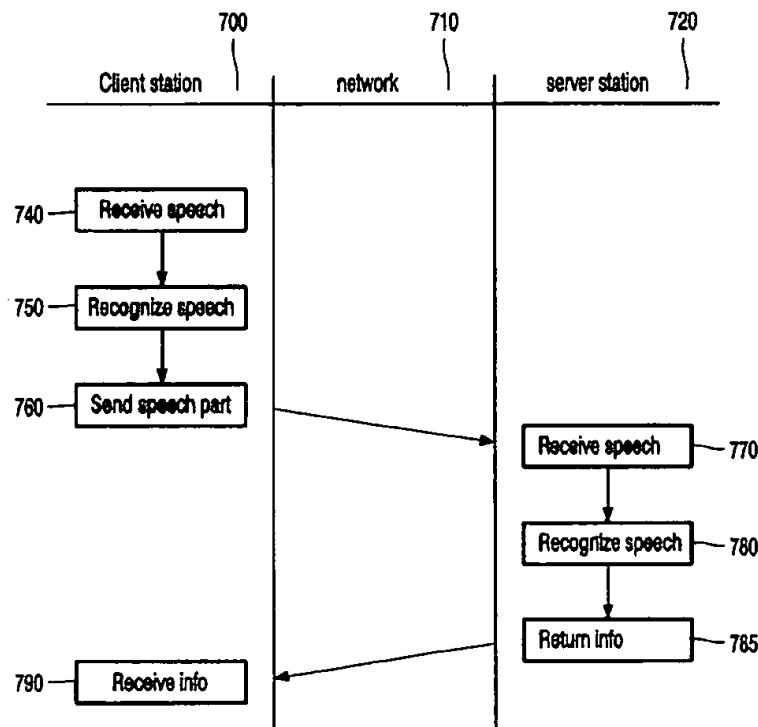 700 710 720
Client station network server station
740 Receive speech
750 Recognize speech
760 Send speech part
Receive speech 770
Recognize speech 780
Return info 785
790 Receive info